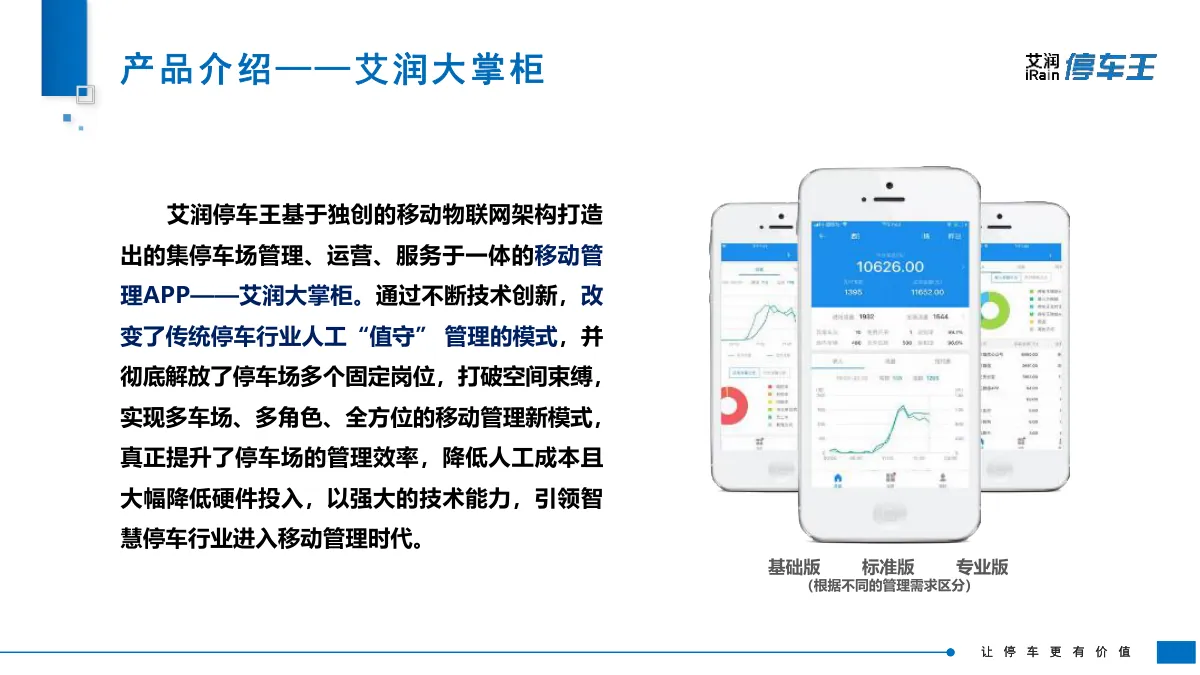 产品介绍——艾润大掌柜
艾润
iRain
停车王
艾润停车王基于独创的移动物联网架构打造
出的集停车场管理、运营、服务于一体的移动管
理APP——艾润大掌柜。通过不断技术创新，改
变了传统停车行业人工“值守” 管理的模式，并
彻底解放了停车场多个固定岗位，打破空间束缚，
实现多车场、多角色、全方位的移动管理新模式，
真正提升了停车场的管理效率，降低人工成本且
大幅降低硬件投入，以强大的技术能力，引领智
慧停车行业进入移动管理时代。
10626.00
1395
11652.00
1932
1644
基础版 标准版 专业版
（根据不同的管理需求区分）
让停车更有价值